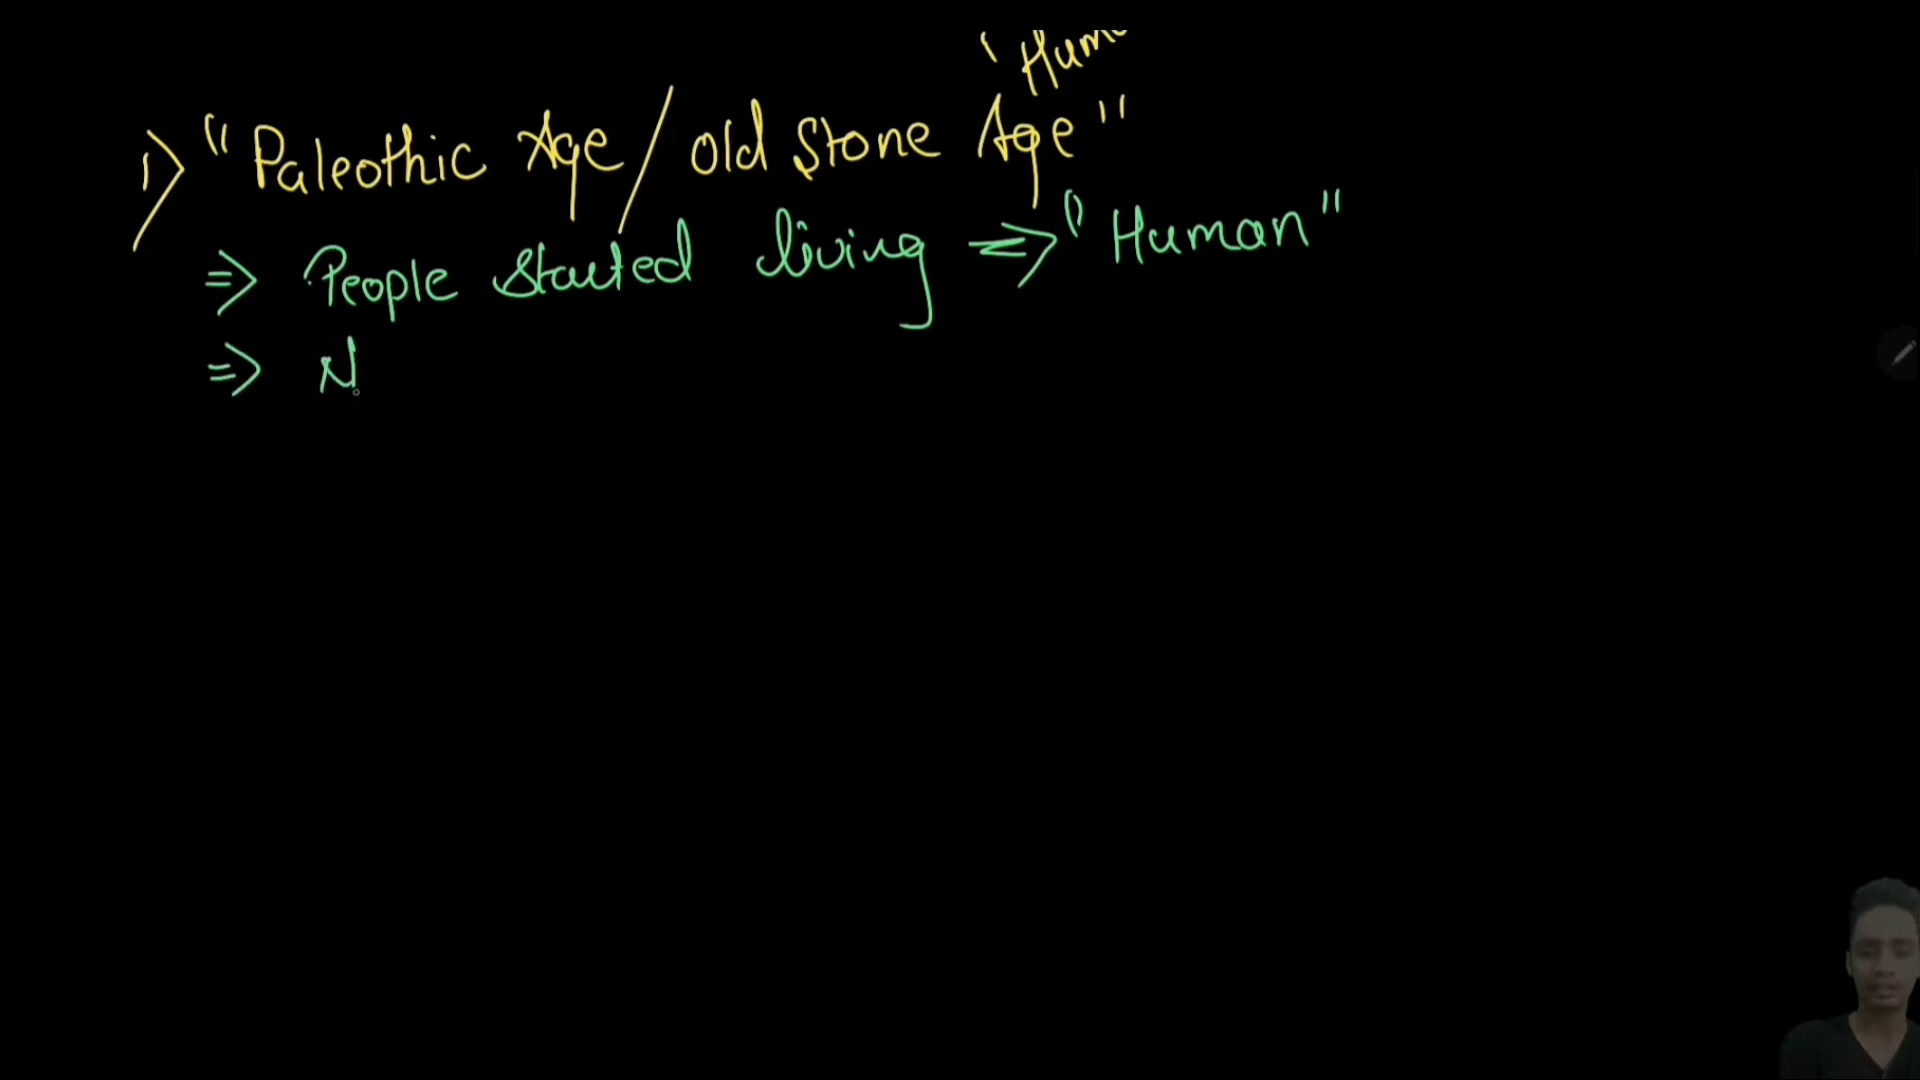 "Hum
1) "Paleothic Age/old Stone Age"
=> People started living => "Human"
=> N